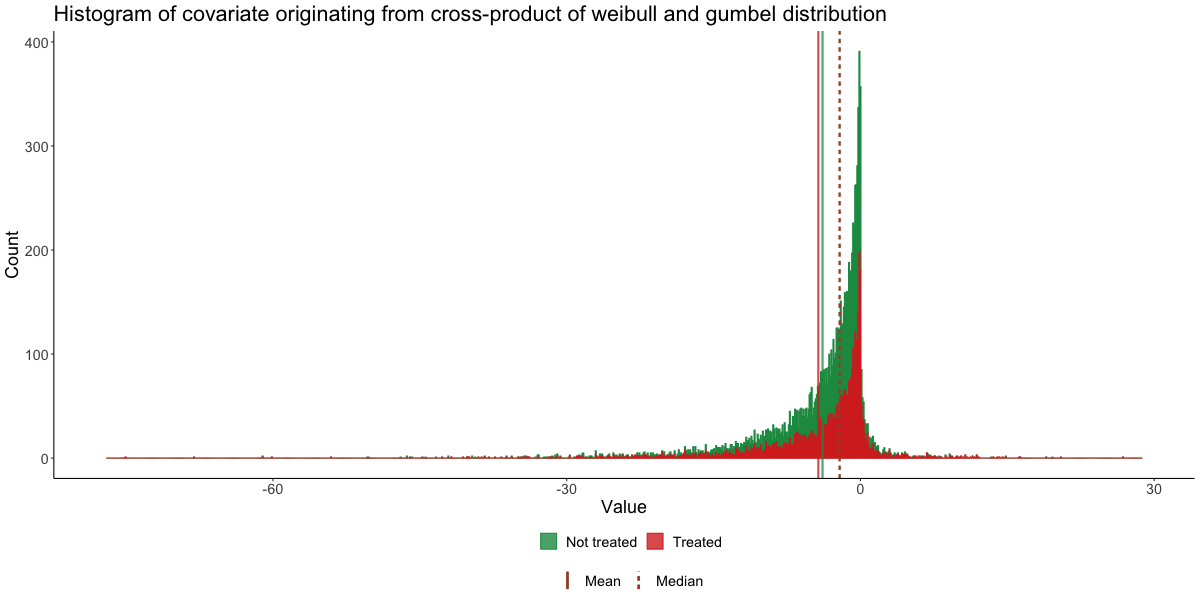 Histogram of covariate originating from cross-product of weibull and gumbel distribution
400
300
200
100
0
Count
-60
-30
0
30
Value
Not treated
Treated
Mean
Median